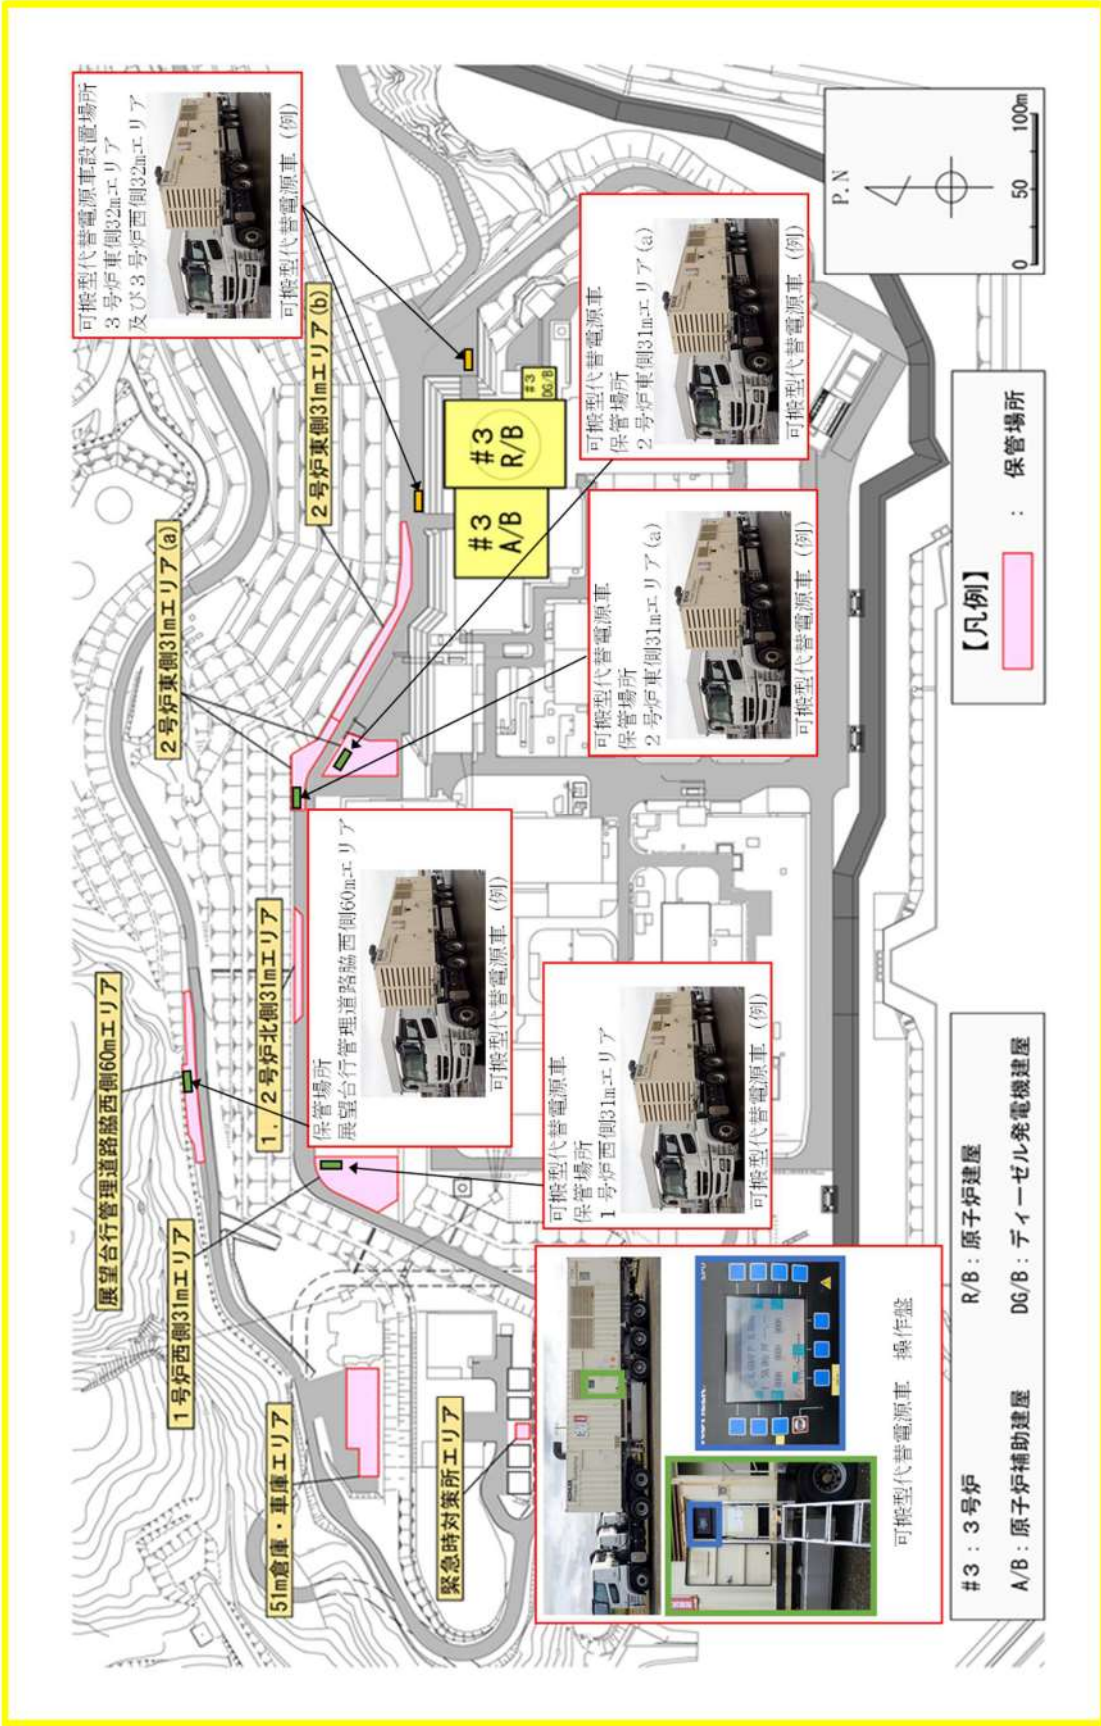 可搬型代替電源車設置場所
3号炉東側32mエリア
及び3号炉西側32mエリア
可搬型代替電源車（例）
展望台行管理道路脇西側60mエリア
1号炉西側31mエリア
51m倉庫・車庫エリア
緊急時対策所エリア
1，2号炉北側31mエリア
2号炉東側31mエリア(a)
2号炉東側31mエリア(b)
保管場所
展望台行管理道路脇西側60mエリア
可搬型代替電源車（例）
可搬型代替電源車
保管場所
1号炉西側31mエリア
可搬型代替電源車（例）
可搬型代替電源車
保管場所
2号炉東側31mエリア(a)
可搬型代替電源車（例）
可搬型代替電源車
保管場所
2号炉東側31mエリア(a)
可搬型代替電源車（例）
#3
A/B
#3
R/B
#3
DG/B
可搬型代替電源車　操作盤
P.N
0 50 100m
【凡例】
： 保管場所
#3：3号炉 R/B：原子炉建屋
A/B：原子炉補助建屋 DG/B：ディーゼル発電機建屋